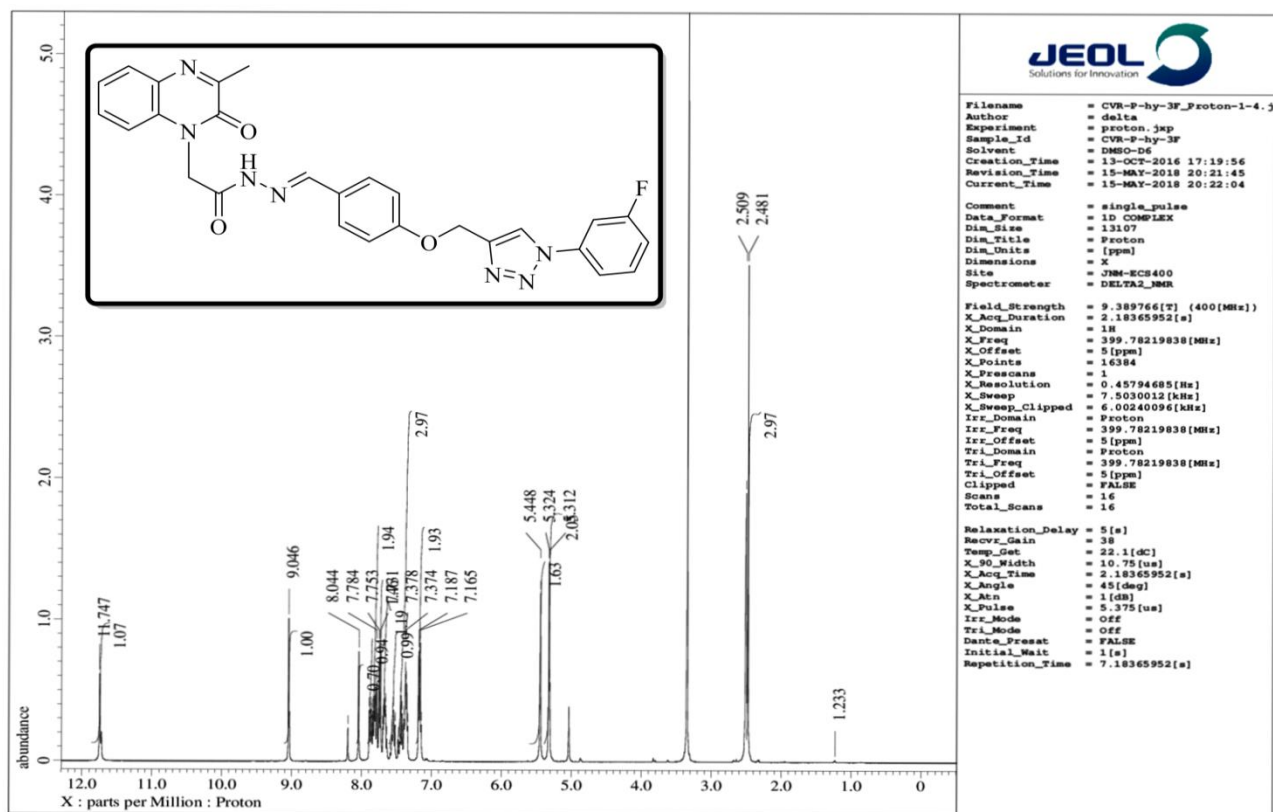 JEOL
Solutions for Innovation
Filename = CVR-P-hy-3F_Proton-1-4.j
Author = delta
Experiment = proton.jxp
Sample_Id = CVR-P-hy-3F
Solvent = DMSO-D6
Creation_Time = 13-OCT-2016 17:19:56
Revision_Time = 15-MAY-2018 20:21:45
Current_Time = 15-MAY-2018 20:22:04
Comment = single_pulse
Data_Format = 1D COMPLEX
Dim_Size = 13107
Dim_Title = Proton
Dim_Units = [ppm]
Dimensions = X
Site = JNM-ECS400
Spectrometer = DELTA2_NMR
Field_Strength = 9.389766[T] (400[MHz])
X_Acq_Duration = 2.18365952[s]
X_Domain = 1H
X_Freq = 399.78219838[MHz]
X_Offset = 5[ppm]
X_Points = 16384
X_Prescans = 1
X_Resolution = 0.45794685[Hz]
X_Sweep = 7.5030012[kHz]
X_Sweep_Clipped = 6.00240096[kHz]
Irr_Domain = Proton
Irr_Freq = 399.78219838[MHz]
Irr_Offset = 5[ppm]
Tri_Domain = Proton
Tri_Freq = 399.78219838[MHz]
Tri_Offset = 5[ppm]
Clipped = FALSE
Scans = 16
Total_Scans = 16
Relaxation_Delay = 5[s]
Recvr_Gain = 38
Temp_Get = 22.1[dC]
X_90_Width = 10.75[us]
X_Acq_Time = 2.18365952[s]
X_Angle = 45[deg]
X_Atn = 1[dB]
X_Pulse = 5.375[us]
Irr_Mode = Off
Tri_Mode = Off
Dante_Presat = FALSE
Initial_Wait = 1[s]
Repetition_Time = 7.18365952[s]
N
N
O
O
H
N
N
O
N
N
N
F
5.0
4.0
3.0
2.0
1.0
0
abundance
11.747
1.07
9.046
1.00
8.044
7.784
7.753
7.378
7.374
7.187
7.165
0.70
0.94
1.94
0.99
2.97
1.93
5.448
5.324
5.312
1.63
2.05
2.509
2.481
2.97
1.233
12.0 11.0 10.0 9.0 8.0 7.0 6.0 5.0 4.0 3.0 2.0 1.0 0
X : parts per Million : Proton